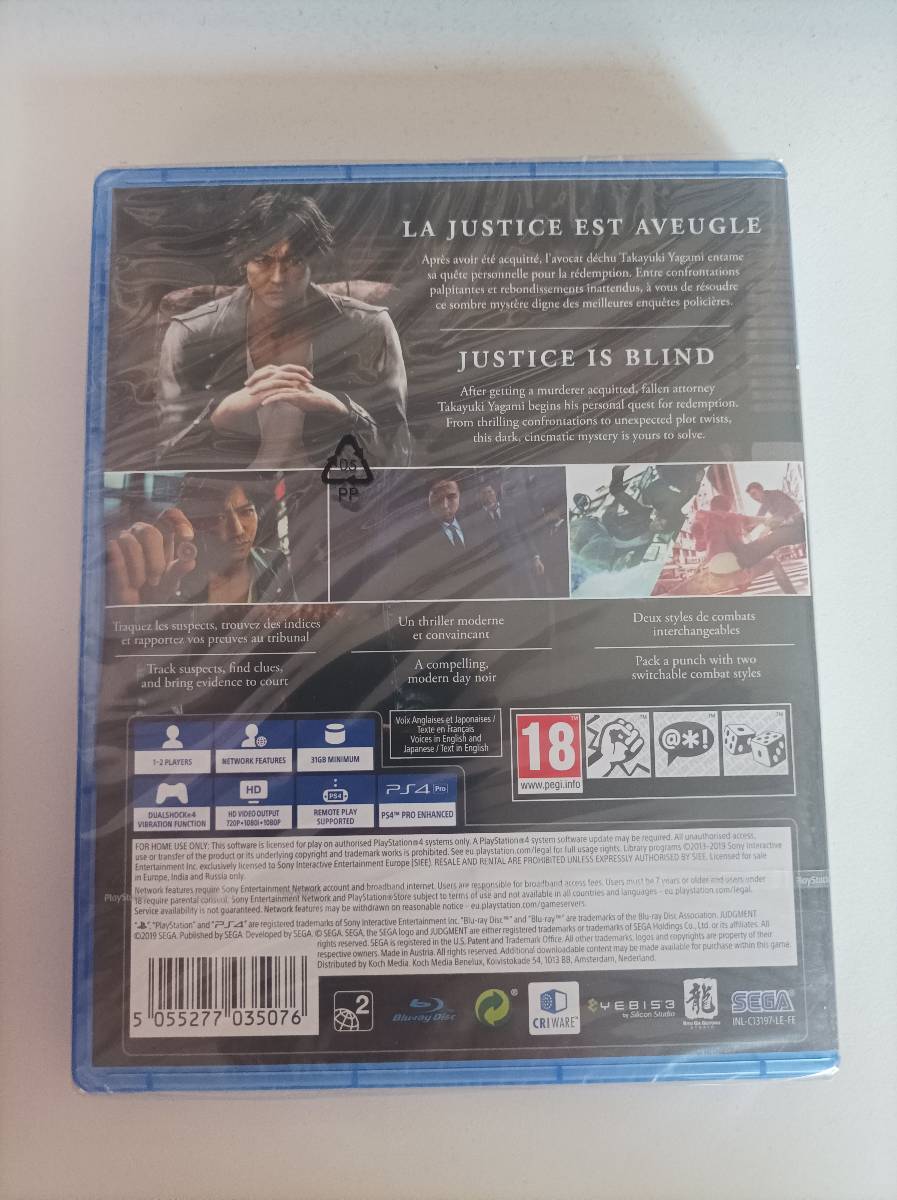 LA JUSTICE EST AVEUGLE
Après avoir été acquitté, l'avocat déchu Takayuki Yagami entame
sa quête personnelle pour la rédemption. Entre confrontations
palpitantes et rebondissements inattendus, à vous de résoudre
ce sombre mystère digne des meilleures enquêtes policières.
JUSTICE IS BLIND
After getting a murderer acquitted, fallen attorney
Takayuki Yagami begins his personal quest for redemption.
From thrilling confrontations to unexpected plot twists,
this dark, cinematic mystery is yours to solve.
05
PP
Traquez les suspects, trouvez des indices
et rapportez vos preuves au tribunal
Track suspects, find clues,
and bring evidence to court
Un thriller moderne
et convaincant
A compelling,
modern day noir
Deux styles de combats
interchangeables
Pack a punch with two
switchable combat styles
1-2 PLAYERS
NETWORK FEATURES
31GB MINIMUM
DUALSHOCK®4
VIBRATION FUNCTION
HD
HD VIDEO OUTPUT
720P•1080i•1080P
PS4
REMOTE PLAY
SUPPORTED
PS4 Pro
PS4™ PRO ENHANCED
Voix Anglaises et Japonaises /
Texte en Français
Voices in English and
Japanese / Text in English
18
www.pegi.info
@*!
FOR HOME USE ONLY: This software is licensed for play on authorised PlayStation®4 systems only. A PlayStation®4 system software update may be required. All unauthorised access,
use or transfer of the product or its underlying copyright and trademark works is prohibited. See eu.playstation.com/legal for full usage rights. Library programs ©2013-2019 Sony Interactive
Entertainment Inc. exclusively licensed to Sony Interactive Entertainment Europe (SIEE). RESALE AND RENTAL ARE PROHIBITED UNLESS EXPRESSLY AUTHORISED BY SIEE. Licensed for sale
in Europe, India and Russia only.
Network features require Sony Entertainment Network account and broadband internet. Users are responsible for broadband access fees. Users must be 7 years or older and users under
18 require parental consent. Sony Entertainment Network and PlayStation®Store subject to terms of use and not available in all countries and languages - eu.playstation.com/legal.
Service availability is not guaranteed. Network features may be withdrawn on reasonable notice – eu.playstation.com/gameservers.
"PlayStation" and "PS4" are registered trademarks of Sony Interactive Entertainment Inc. "Blu-ray Disc™" and "Blu-ray™" are trademarks of the Blu-ray Disc Association. JUDGMENT
©2019 SEGA. Published by SEGA. Developed by SEGA. © SEGA. SEGA, the SEGA logo and JUDGMENT are either registered trademarks or trademarks of SEGA Holdings Co., Ltd. or its affiliates. All
rights reserved. SEGA is registered in the U.S. Patent and Trademark Office. All other trademarks, logos and copyrights are property of their
respective owners. Made in Austria. All rights reserved. Additional downloadable content may be made available for purchase within this game.
Distributed by Koch Media. Koch Media Benelux, Koivistokade 54, 1013 BB, Amsterdam, Nederland.
5 055277 035076
2
Blu-ray Disc
CRIWARE
YEBIS3
by Silicon Studio
龍
RYU GA GOTOKU
STUDIO
SEGA
INL-C13197-LE-FE